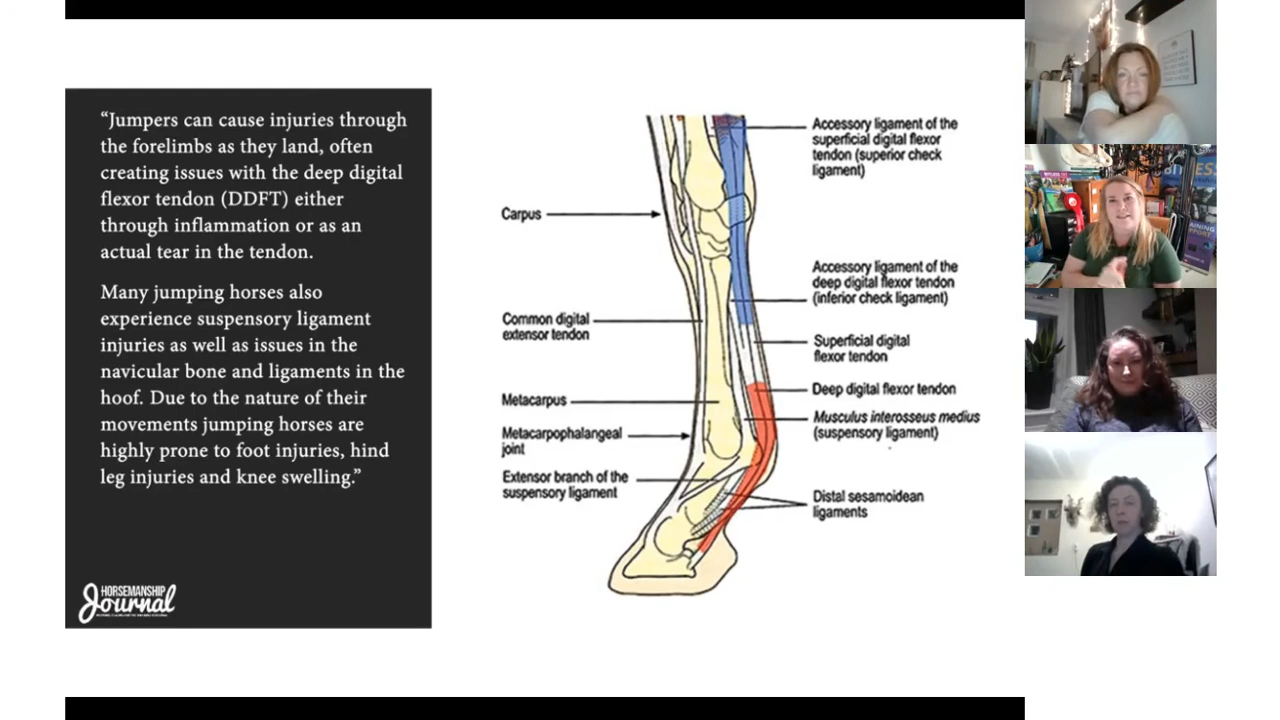 “Jumpers can cause injuries through
the forelimbs as they land, often
creating issues with the deep digital
flexor tendon (DDFT) either
through inflammation or as an
actual tear in the tendon.
Many jumping horses also
experience suspensory ligament
injuries as well as issues in the
navicular bone and ligaments in the
hoof. Due to the nature of their
movements jumping horses are
highly prone to foot injuries, hind
leg injuries and knee swelling.”
HORSEMANSHIP
Journal
Carpus
Common digital
extensor tendon
Metacarpus
Metacarpophalangeal
joint
Extensor branch of the
suspensory ligament
Accessory ligament of the
superficial digital flexor
tendon (superior check
ligament)
Accessory ligament of the
deep digital flexor tendon
(inferior check ligament)
Superficial digital
flexor tendon
Deep digital flexor tendon
Musculus interosseus medius
(suspensory ligament)
Distal sesamoidean
ligaments